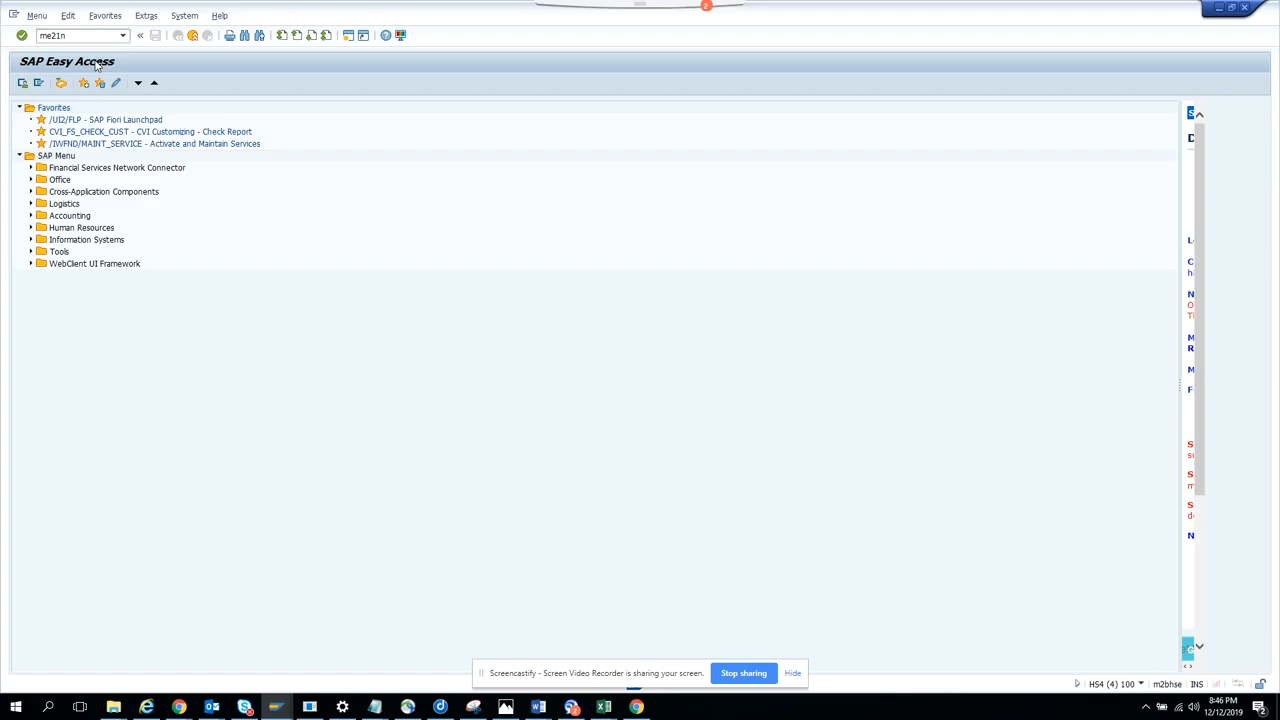 Menu Edit Favorites Extras System Help
2
me21n
SAP Easy Access
Favorites
/UI2/FLP - SAP Fiori Launchpad
CVI_FS_CHECK_CUST - CVI Customizing - Check Report
/IWFND/MAINT_SERVICE - Activate and Maintain Services
SAP Menu
Financial Services Network Connector
Office
Cross-Application Components
Logistics
Accounting
Human Resources
Information Systems
Tools
WebClient UI Framework
S
D
L
C
h
N
O
T
M
R
M
F
S
s
S
m
S
d
N
Screencastify - Screen Video Recorder is sharing your screen. Stop sharing Hide
HS4 (4) 100 m2bhse INS
8:46 PM
12/12/2019